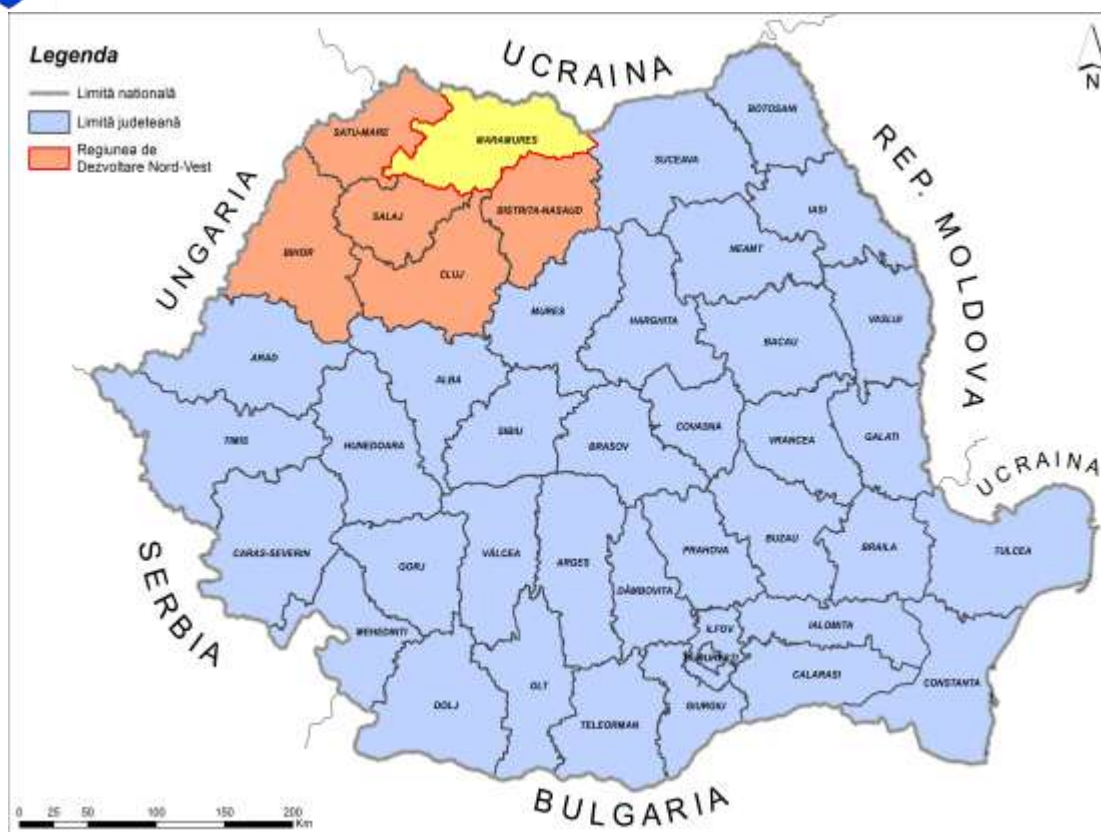 Legenda
Limită națională
Limită județeană
Regiunea de
Dezvoltare Nord-Vest
UCRAINA
N
REP. MOLDOVA
UNGARIA
UCRAINA
SERBIA
BULGARIA
BOTOSANI
SATU-MARE
MARAMURES
SUCEAVA
IASI
SALAJ
BISTRITA-NASAUD
NEAMT
BIHOR
CLUJ
MURES
HARGHITA
BACAU
VASLUI
ARAD
ALBA
TIMIS
HUNEDOARA
SIBIU
BRASOV
COVASNA
VRANCEA
GALATI
CARAS-SEVERIN
GORJ
VÂLCEA
ARGES
PRAHOVA
BUZAU
BRAILA
TULCEA
DÂMBOVITA
MEHEDINTI
ILFOV
IALOMITA
CALARASI
CONSTANTA
DOLJ
OLT
TELEORMAN
GIURGIU
0 25 50 100 150 200
Km